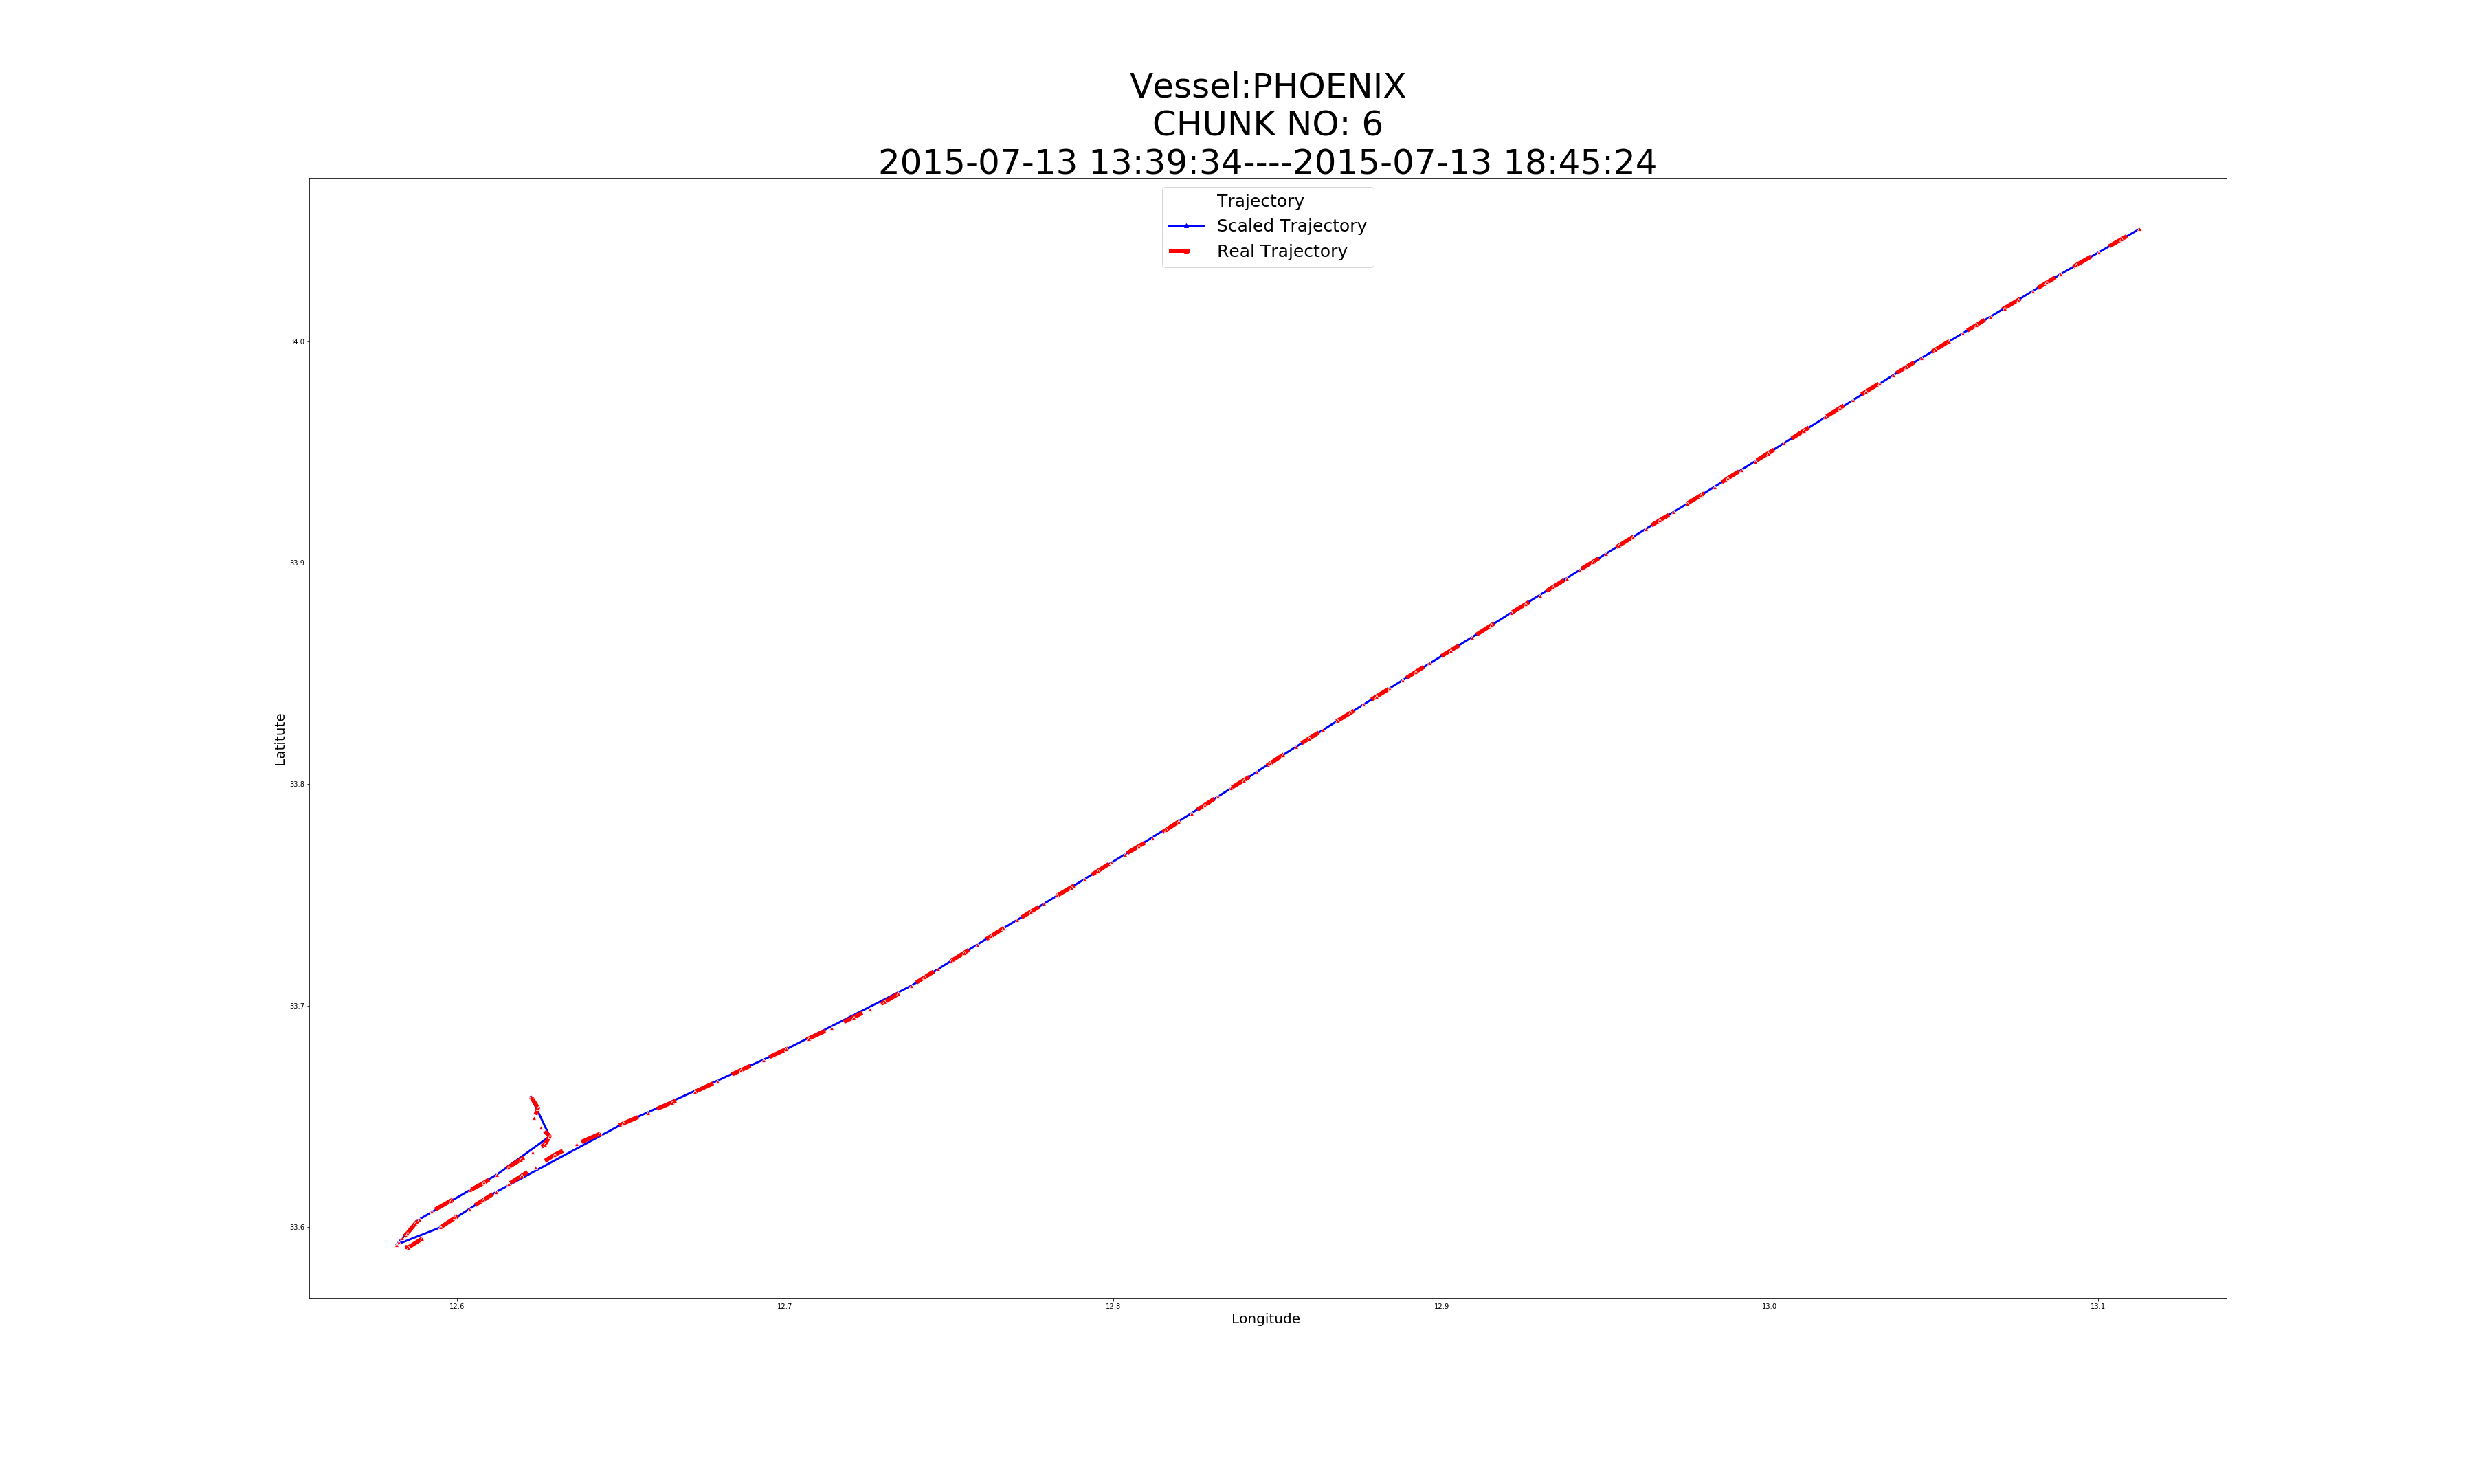 Vessel:PHOENIX
CHUNK NO: 6
2015-07-13 13:39:34----2015-07-13 18:45:24
Trajectory
Scaled Trajectory
Real Trajectory
34.0
33.9
33.8
33.7
33.6
Latitute
12.6
12.7
12.8
12.9
13.0
13.1
Longitude